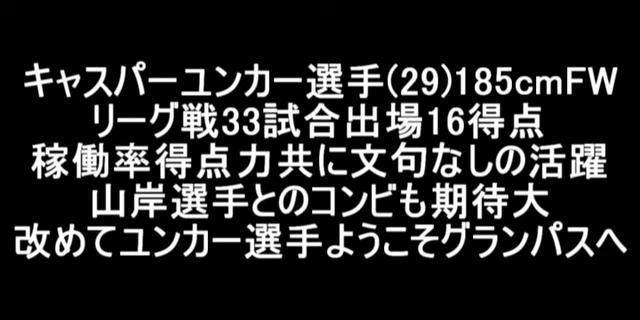 キャスパーユンカー選手(29)185cmFW
リーグ戦33試合出場16得点
稼働率得点力共に文句なしの活躍
山岸選手とのコンビも期待大
改めてユンカー選手ようこそグランパスへ